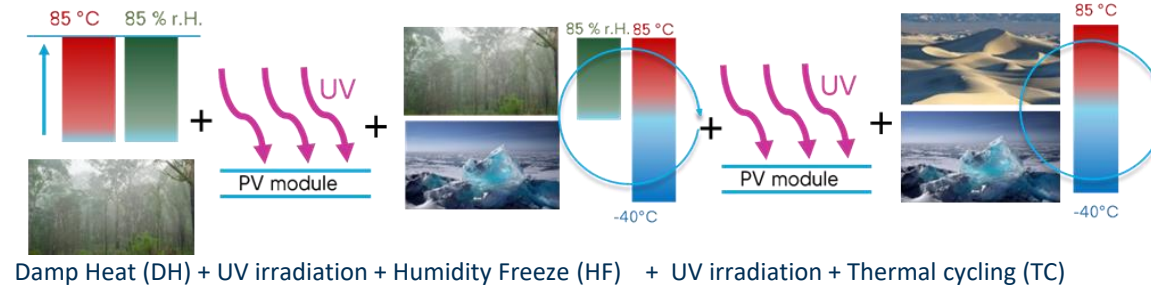 85 °C 85 % r.H.
+ UV PV module
+ 85 % r.H. 85 °C
-40°C
+ UV PV module
+ 85 °C
-40°C
Damp Heat (DH) + UV irradiation + Humidity Freeze (HF) + UV irradiation + Thermal cycling (TC)